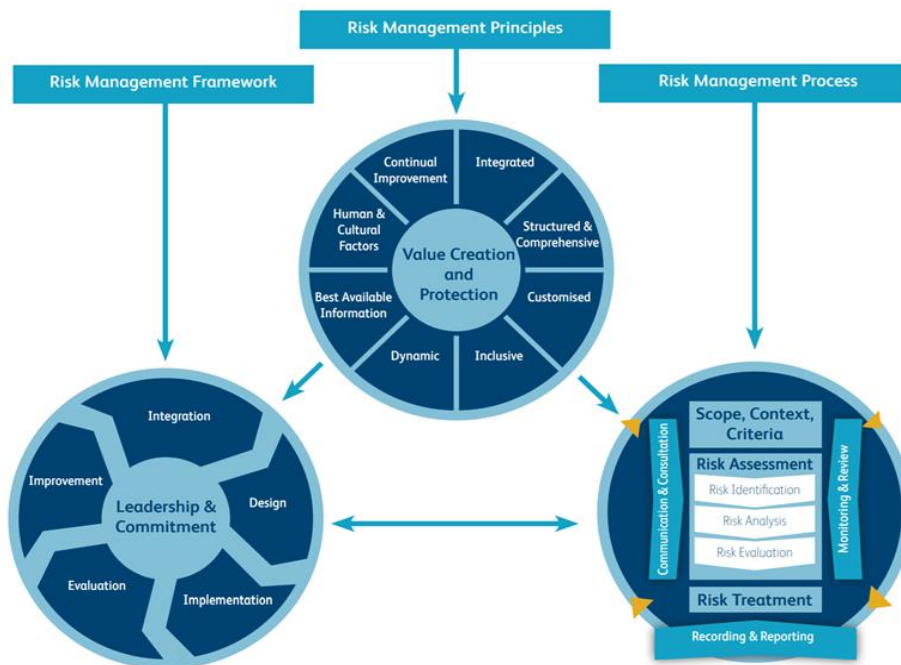 Risk Management Principles
Risk Management Framework
Risk Management Process
Continual
Improvement
Integrated
Human &
Cultural
Factors
Structured &
Comprehensive
Value Creation
and
Protection
Best Available
Information
Customised
Dynamic
Inclusive
Integration
Improvement
Design
Leadership &
Commitment
Evaluation
Implementation
Scope, Context,
Criteria
Communication & Consultation
Risk Assessment
Risk Identification
Risk Analysis
Risk Evaluation
Monitoring & Review
Risk Treatment
Recording & Reporting